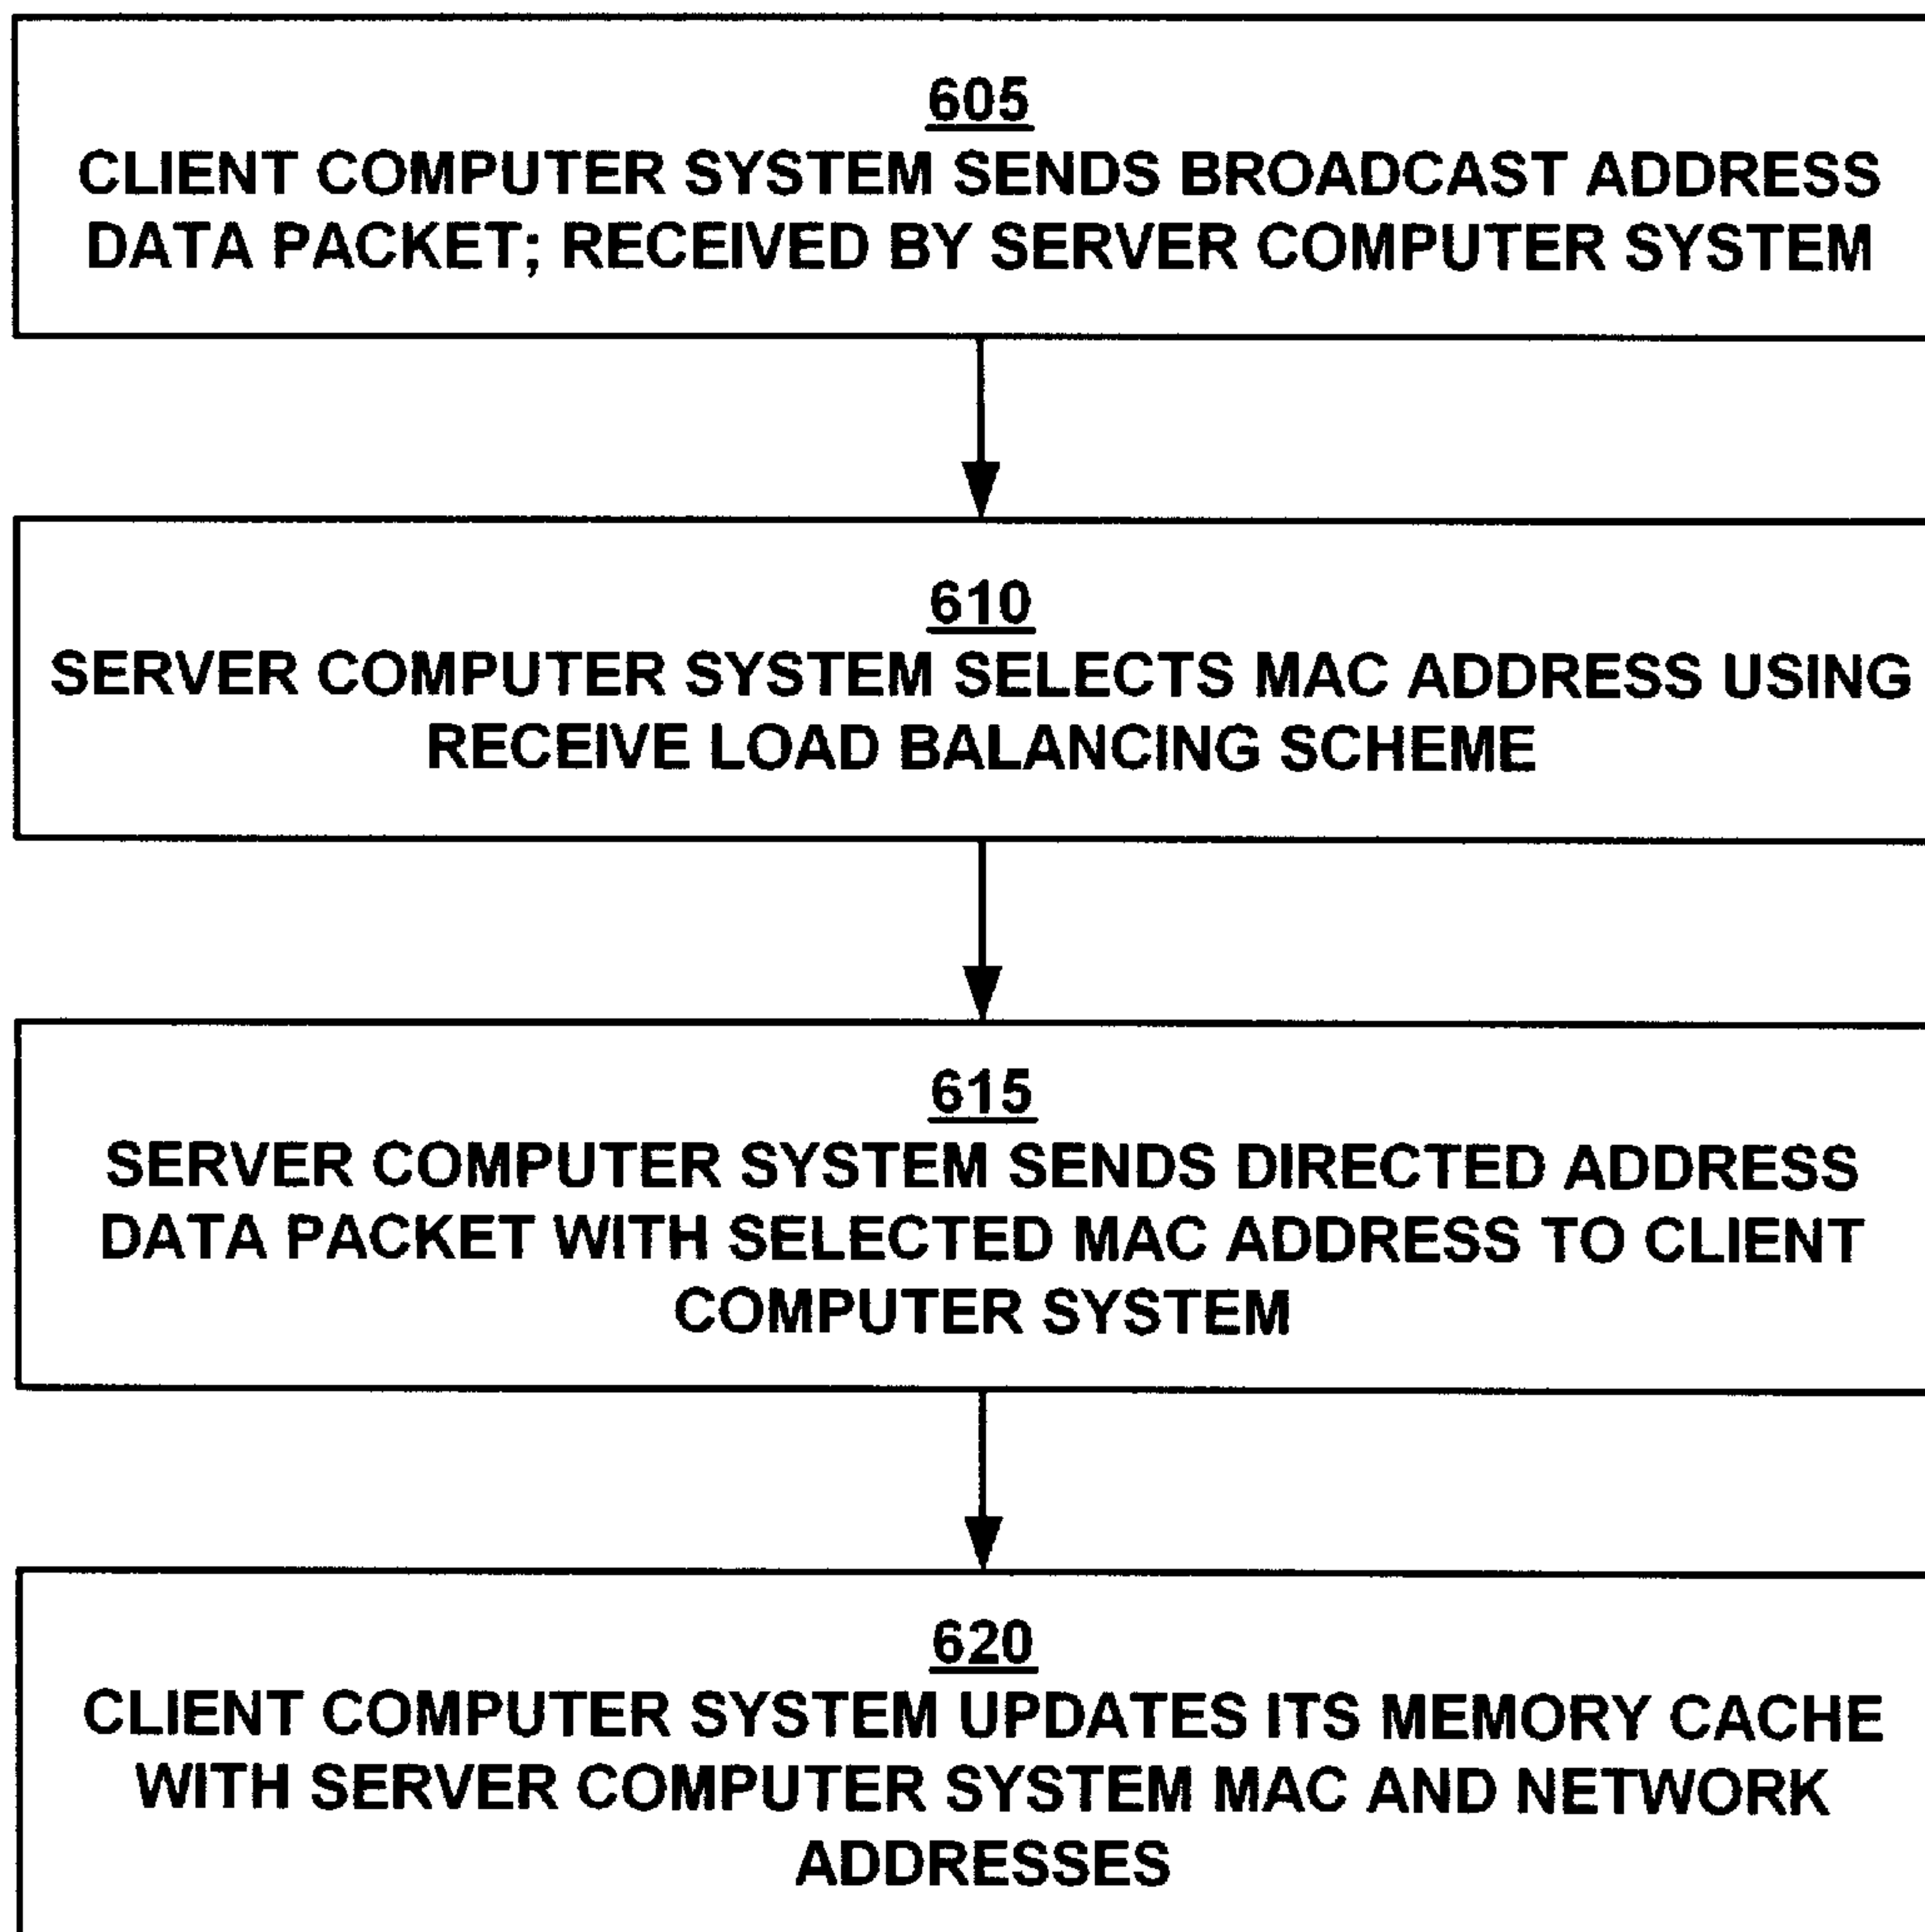 605
CLIENT COMPUTER SYSTEM SENDS BROADCAST ADDRESS
DATA PACKET; RECEIVED BY SERVER COMPUTER SYSTEM
610
SERVER COMPUTER SYSTEM SELECTS MAC ADDRESS USING
RECEIVE LOAD BALANCING SCHEME
615
SERVER COMPUTER SYSTEM SENDS DIRECTED ADDRESS
DATA PACKET WITH SELECTED MAC ADDRESS TO CLIENT
COMPUTER SYSTEM
620
CLIENT COMPUTER SYSTEM UPDATES ITS MEMORY CACHE
WITH SERVER COMPUTER SYSTEM MAC AND NETWORK
ADDRESSES